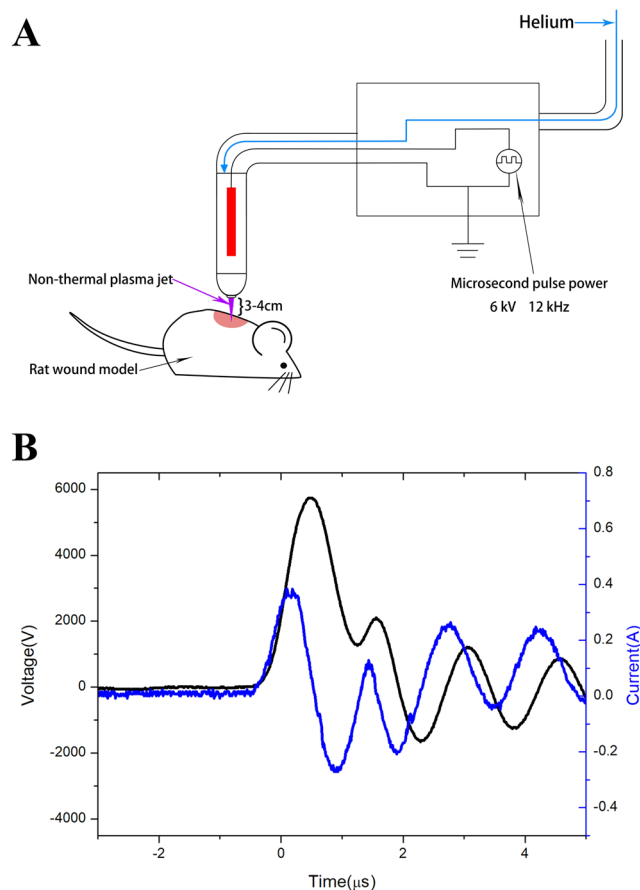 A
Helium
Non-thermal plasma jet
3-4cm
Microsecond pulse power
6 kV 12 kHz
Rat wound model
B
6000
4000
2000
0
-2000
-4000
Voltage(V)
0.8
0.6
0.4
0.2
0.0
-0.2
-0.4
Current(A)
-2
0
2
4
Time(μs)